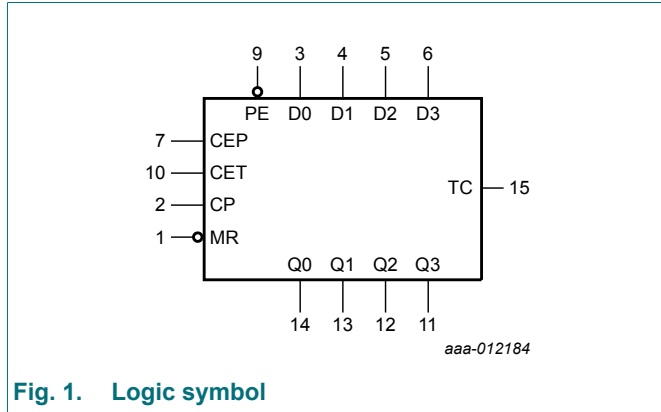 9 3 4 5 6
PE D0 D1 D2 D3
7 CEP
10 CET
TC 15
2 CP
1 MR
Q0 Q1 Q2 Q3
14 13 12 11
aaa-012184
Fig. 1. Logic symbol